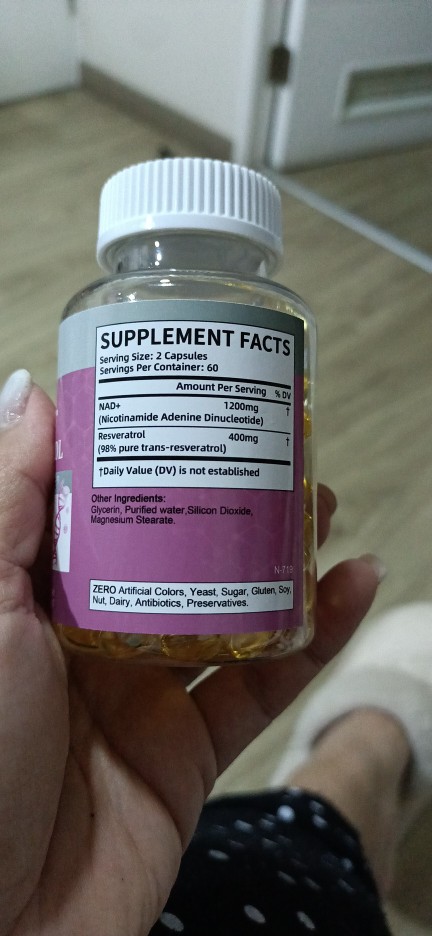 SUPPLEMENT FACTS
Serving Size: 2 Capsules
Servings Per Container: 60
Amount Per Serving % DV
NAD+ 1200mg †
(Nicotinamide Adenine Dinucleotide)
Resveratrol 400mg †
(98% pure trans-resveratrol)
†Daily Value (DV) is not established
Other Ingredients:
Glycerin, Purified water,Silicon Dioxide,
Magnesium Stearate.
ZERO Artificial Colors, Yeast, Sugar, Gluten, Soy,
Nut, Dairy, Antibiotics, Preservatives.